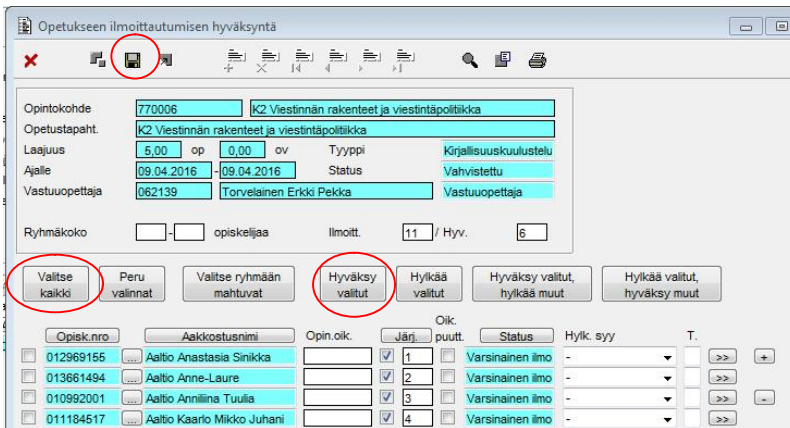 Opetukseen ilmoittautumisen hyväksyntä
Opintokohde 770006 K2 Viestinnän rakenteet ja viestintäpolitiikka
Opetustapaht. K2 Viestinnän rakenteet ja viestintäpolitiikka
Laajuus 5,00 op 0,00 ov Tyyppi Kirjallisuuskuulustelu
Ajalle 09.04.2016 -09.04.2016 Status Vahvistettu
Vastuuopettaja 062139 Torvelainen Erkki Pekka Vastuuopettaja
Ryhmäkoko - opiskelijaa Ilmoitt. 11 / Hyv. 6
Valitse kaikki Peru valinnat Valitse ryhmään mahtuvat Hyväksy valitut Hylkää valitut Hyväksy valitut, hylkää muut Hylkää valitut, hyväksy muut
Opisk.nro Aakkostusnimi Opin.oik. Järj. Oik. puutt. Status Hylk. syy T.
012969155 ... Aaltio Anastasia Sinikka 1 Varsinainen ilmo - >> +
013661494 ... Aaltio Anne-Laure 2 Varsinainen ilmo - >>
010992001 ... Aaltio Anniliina Tuulia 3 Varsinainen ilmo - >> -
011184517 ... Aaltio Kaarlo Mikko Juhani 4 Varsinainen ilmo - >>